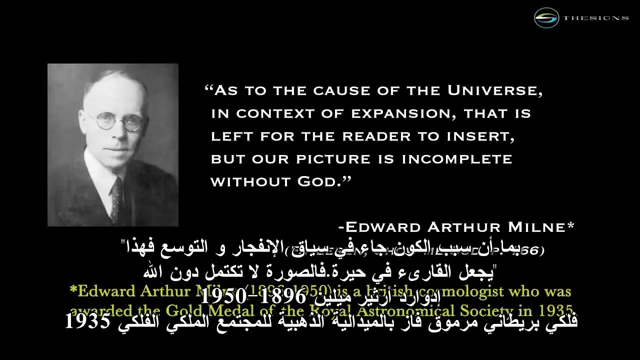 THESIGNS
“AS TO THE CAUSE OF THE UNIVERSE,
IN CONTEXT OF EXPANSION, THAT IS
LEFT FOR THE READER TO INSERT,
BUT OUR PICTURE IS INCOMPLETE
WITHOUT GOD.”
-EDWARD ARTHUR MILNE*
"بما أن سبب الكون جاء في سياق الإنفجار و التوسع فهذا
يجعل القارىء في حيرة.فالصورة لا تكتمل دون الله"
*Edward Arthur Milne (1896-1950) is a british cosmologist who was
إدوارد آرثير ميلين 1896-1950
awarded the Gold Medal of the Royal Astronomical Society in 1935
فلكي بريطاني مرموق فاز بالميدالية الذهبية للمجتمع الملكي الفلكي 1935